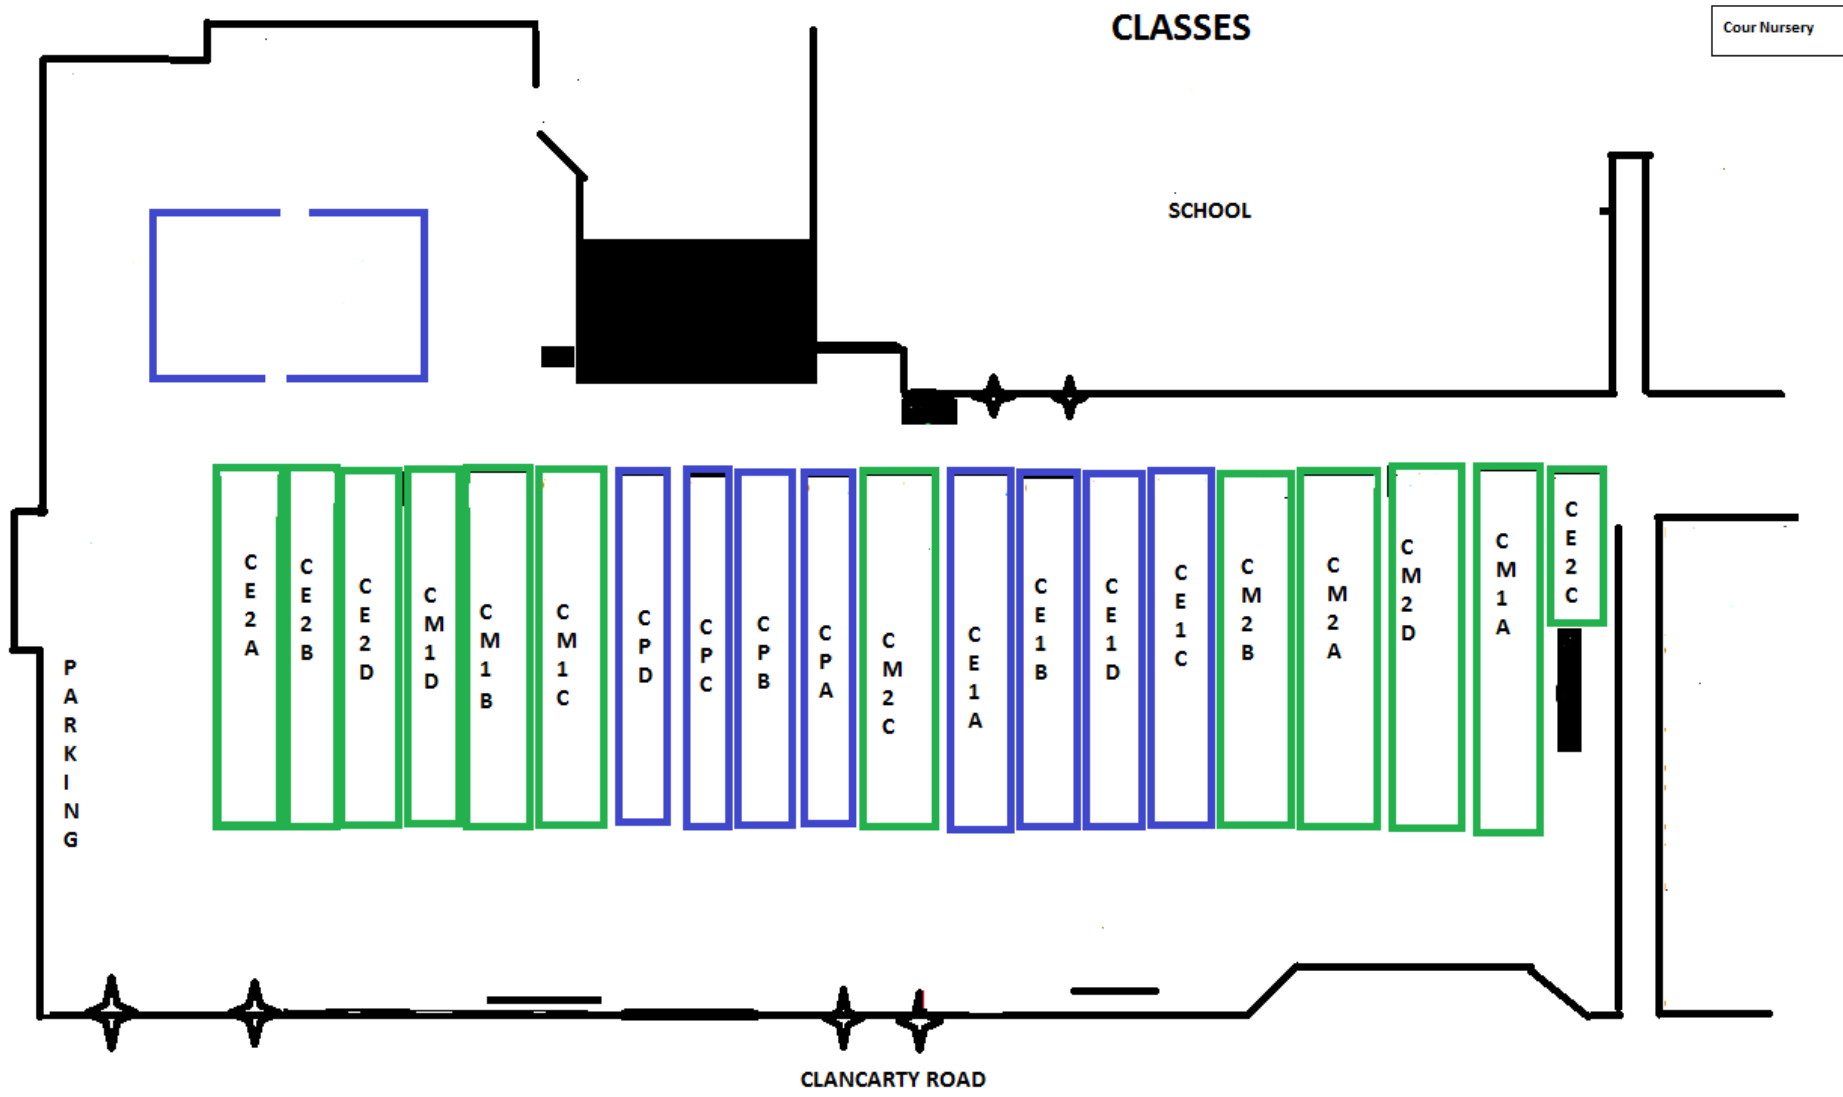 CLASSES
Cour Nursery
SCHOOL
CE2A
CE2B
CE2D
CM1D
CM1B
CM1C
CPD
CPC
CPB
CPA
CM2C
CE1A
CE1B
CE1D
CE1C
CM2B
CM2A
CM2D
CM1A
CE2C
PARKING
CLANCARTY ROAD